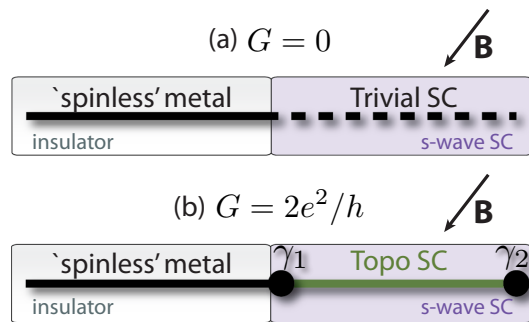 (a) G = 0
B
`spinless' metal
Trivial SC
insulator
s-wave SC
(b) G = 2e²/h
B
`spinless' metal
γ1
Topo SC
γ2
insulator
s-wave SC